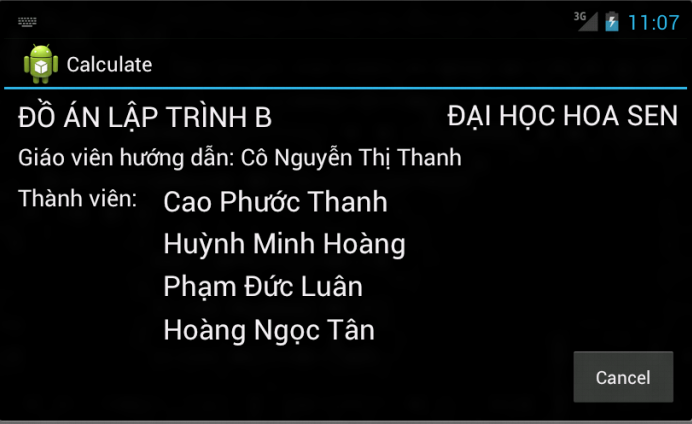 3G 11:07
Calculate
ĐỒ ÁN LẬP TRÌNH B ĐẠI HỌC HOA SEN
Giáo viên hướng dẫn: Cô Nguyễn Thị Thanh
Thành viên: Cao Phước Thanh
Huỳnh Minh Hoàng
Phạm Đức Luân
Hoàng Ngọc Tân
Cancel